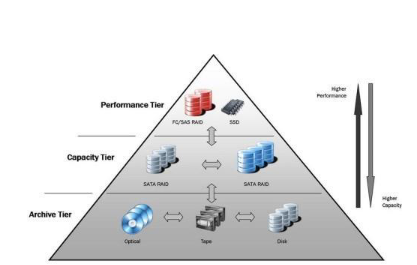 Performance Tier
FC/SAS RAID
SSD
Higher
Performance
Capacity Tier
SATA RAID
SATA RAID
Higher
Capacity
Archive Tier
Optical
Tape
Disk